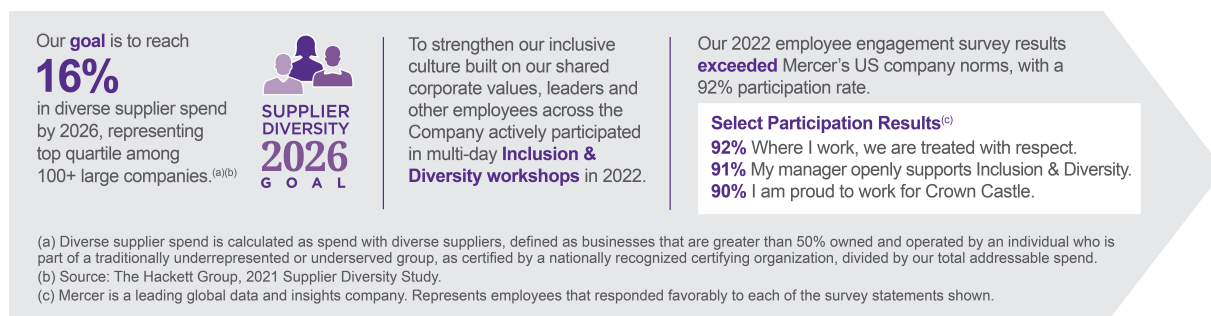 Our goal is to reach
16%
in diverse supplier spend
by 2026, representing
top quartile among
100+ large companies.(a)(b)
SUPPLIER
DIVERSITY
2026
GOAL
To strengthen our inclusive
culture built on our shared
corporate values, leaders and
other employees across the
Company actively participated
in multi-day Inclusion &
Diversity workshops in 2022.
Our 2022 employee engagement survey results
exceeded Mercer’s US company norms, with a
92% participation rate.
Select Participation Results(c)
92% Where I work, we are treated with respect.
91% My manager openly supports Inclusion & Diversity.
90% I am proud to work for Crown Castle.
(a) Diverse supplier spend is calculated as spend with diverse suppliers, defined as businesses that are greater than 50% owned and operated by an individual who is
part of a traditionally underrepresented or underserved group, as certified by a nationally recognized certifying organization, divided by our total addressable spend.
(b) Source: The Hackett Group, 2021 Supplier Diversity Study.
(c) Mercer is a leading global data and insights company. Represents employees that responded favorably to each of the survey statements shown.